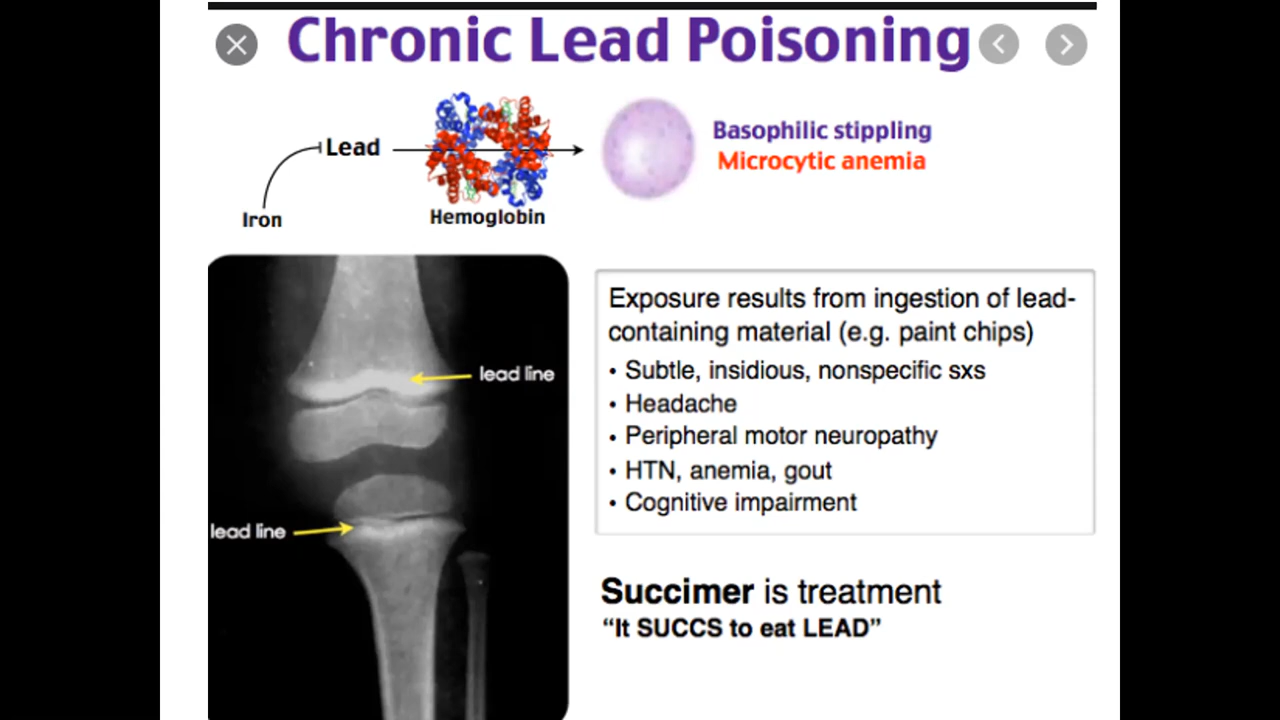 Chronic Lead Poisoning
Lead
Iron
Hemoglobin
Basophilic stippling
Microcytic anemia
lead line
lead line
Exposure results from ingestion of lead-
containing material (e.g. paint chips)
• Subtle, insidious, nonspecific sxs
• Headache
• Peripheral motor neuropathy
• HTN, anemia, gout
• Cognitive impairment
Succimer is treatment
“It SUCCS to eat LEAD”